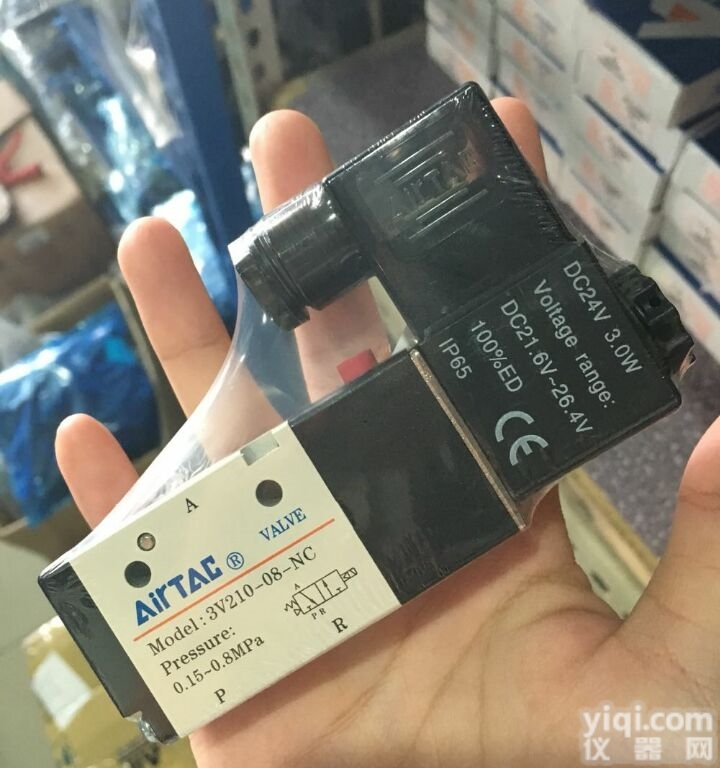 AIRTAC
DC24V 3.0W
Voltage range:
DC21.6V~26.4V
100%ED
IP65
CE
A
AirTAC ® VALVE
Model: 3V210-08-NC
Pressure:
0.15~0.8MPa
A
P R
R
P
yiqi.com
仪器网